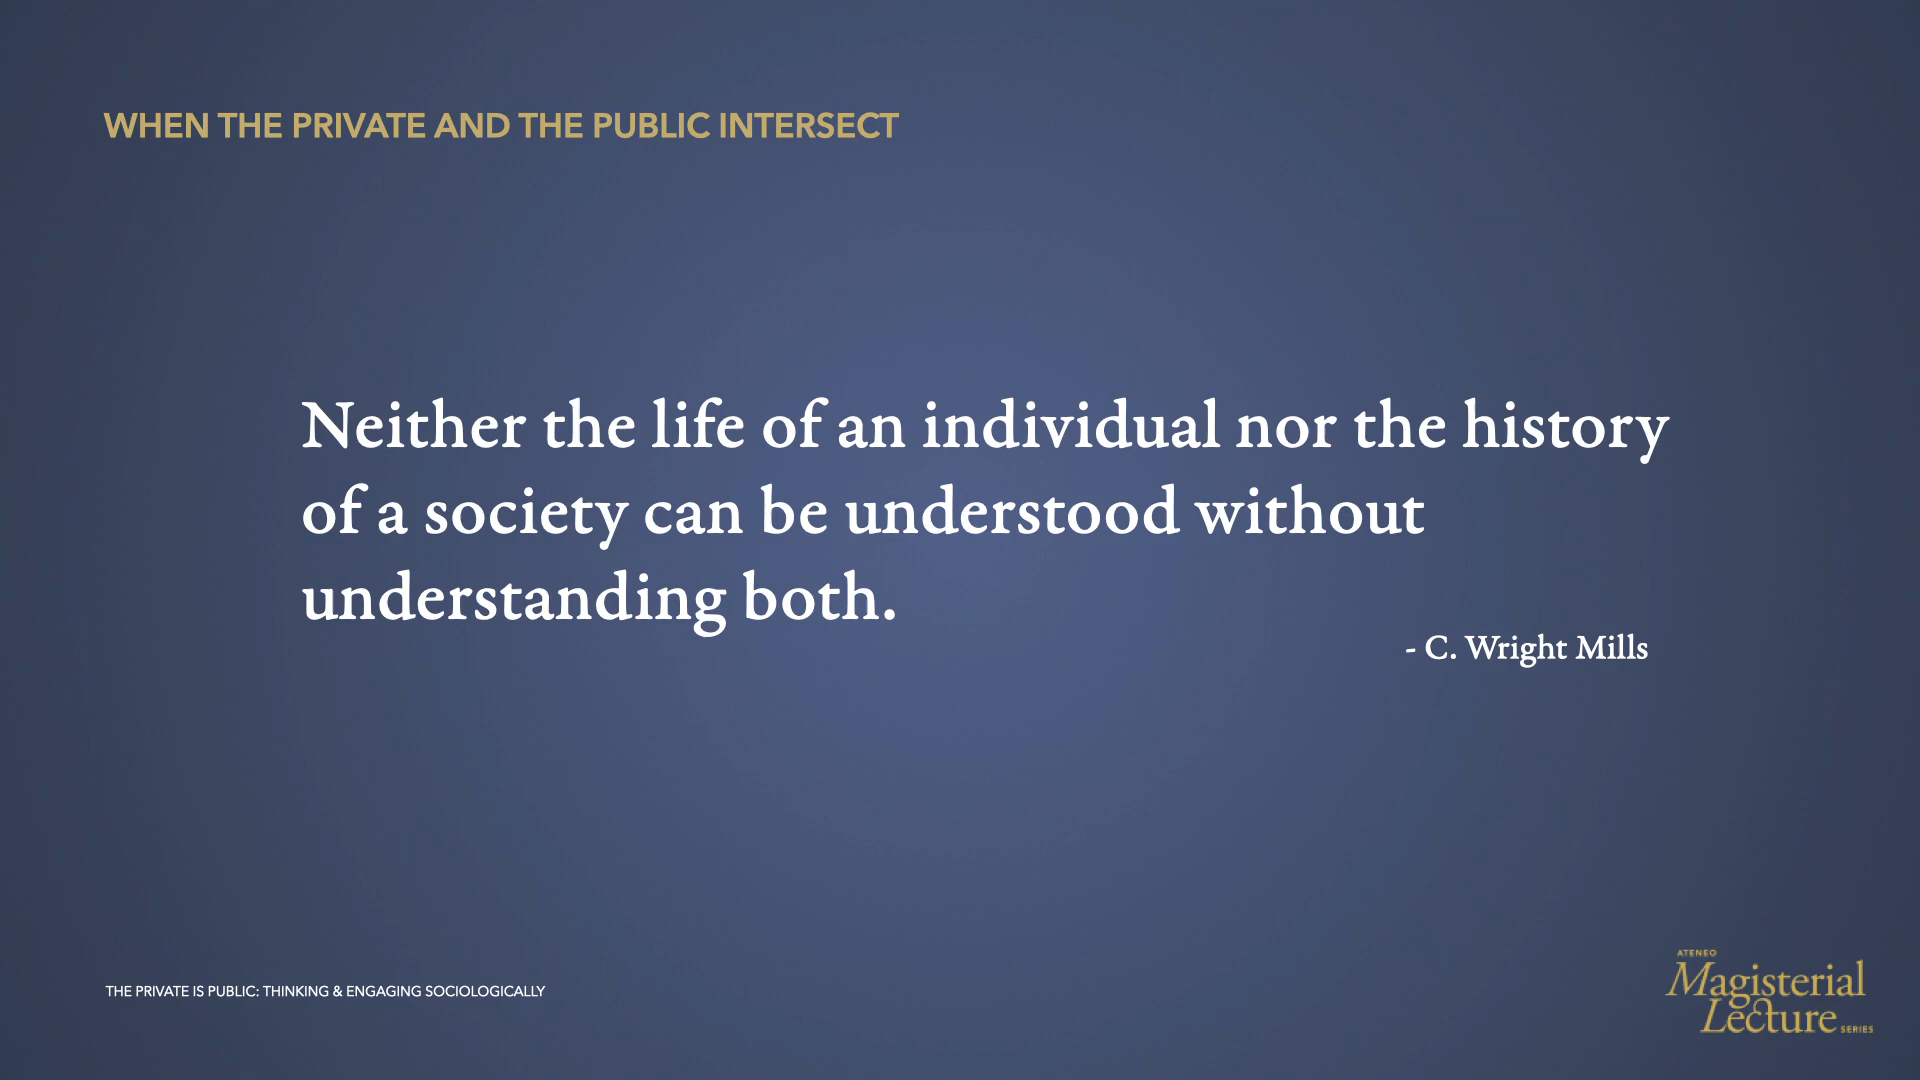 WHEN THE PRIVATE AND THE PUBLIC INTERSECT
Neither the life of an individual nor the history
of a society can be understood without
understanding both.
- C. Wright Mills
THE PRIVATE IS PUBLIC: THINKING & ENGAGING SOCIOLOGICALLY
ATENEO
Magisterial
Lecture SERIES